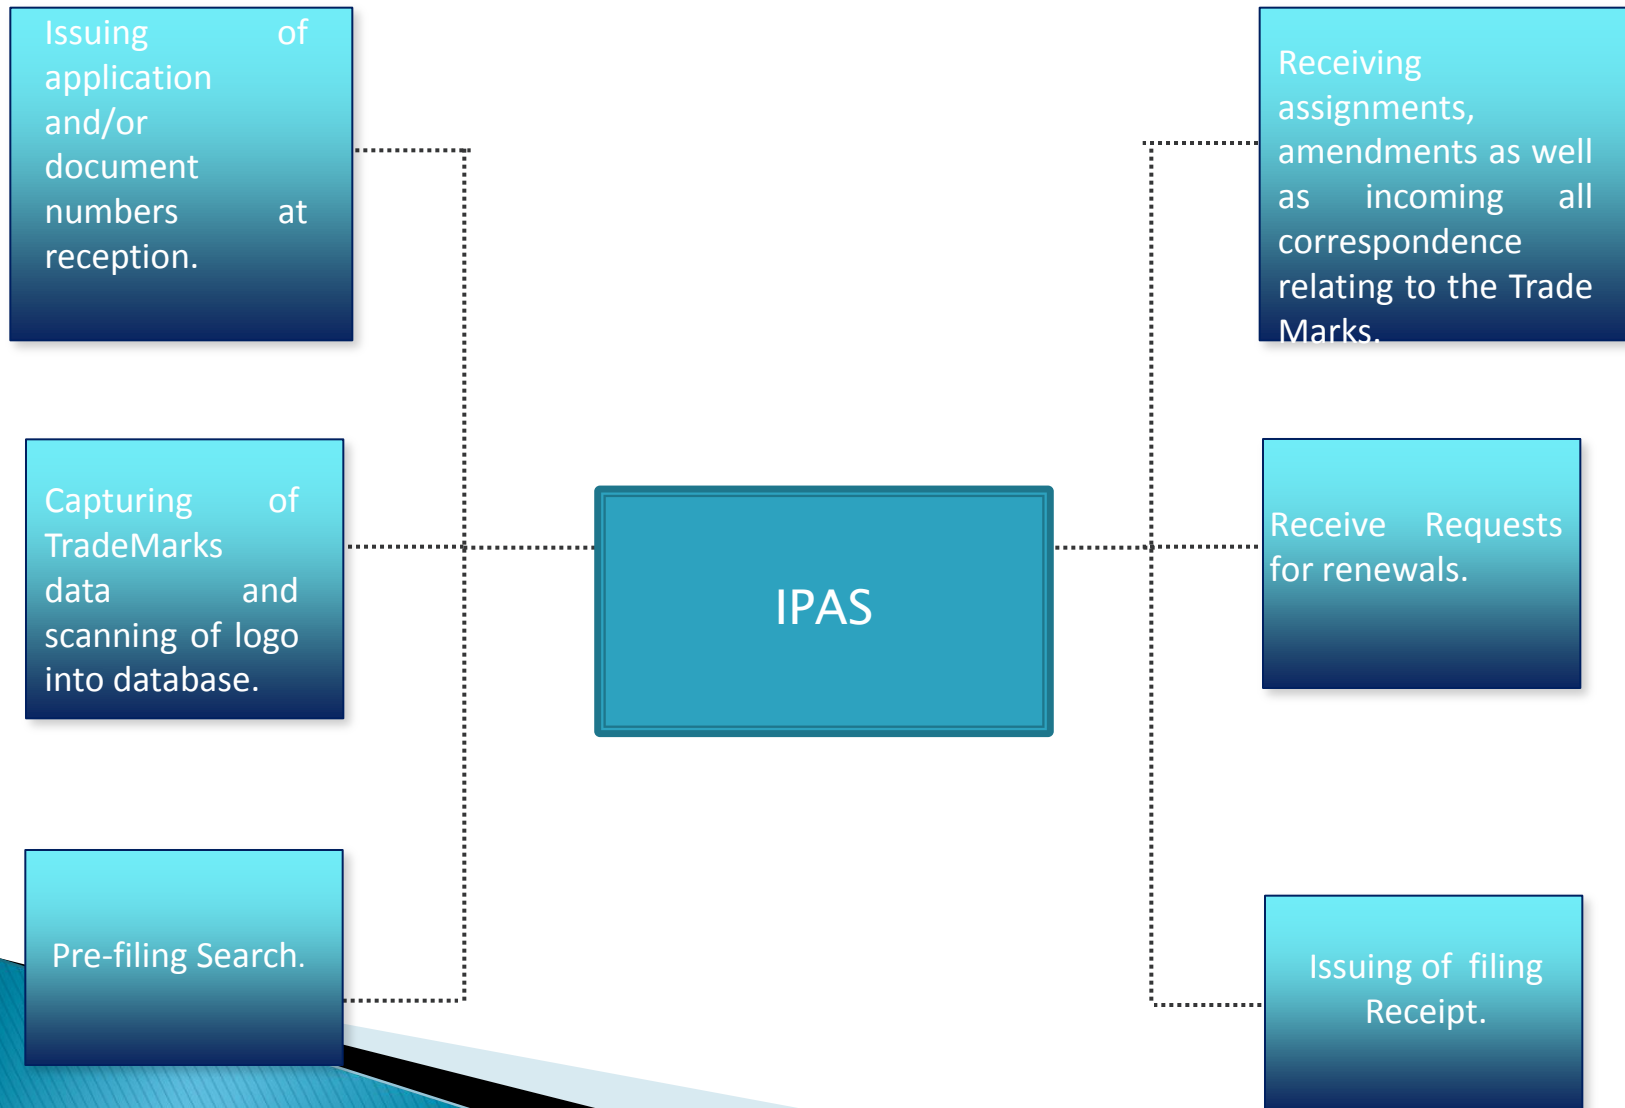 Issuing of
application
and/or
document
numbers at
reception.
Capturing of
TradeMarks
data and
scanning of logo
into database.
Pre-filing Search.
IPAS
Receiving
assignments,
amendments as well
as incoming all
correspondence
relating to the Trade
Marks.
Receive Requests
for renewals.
Issuing of filing
Receipt.